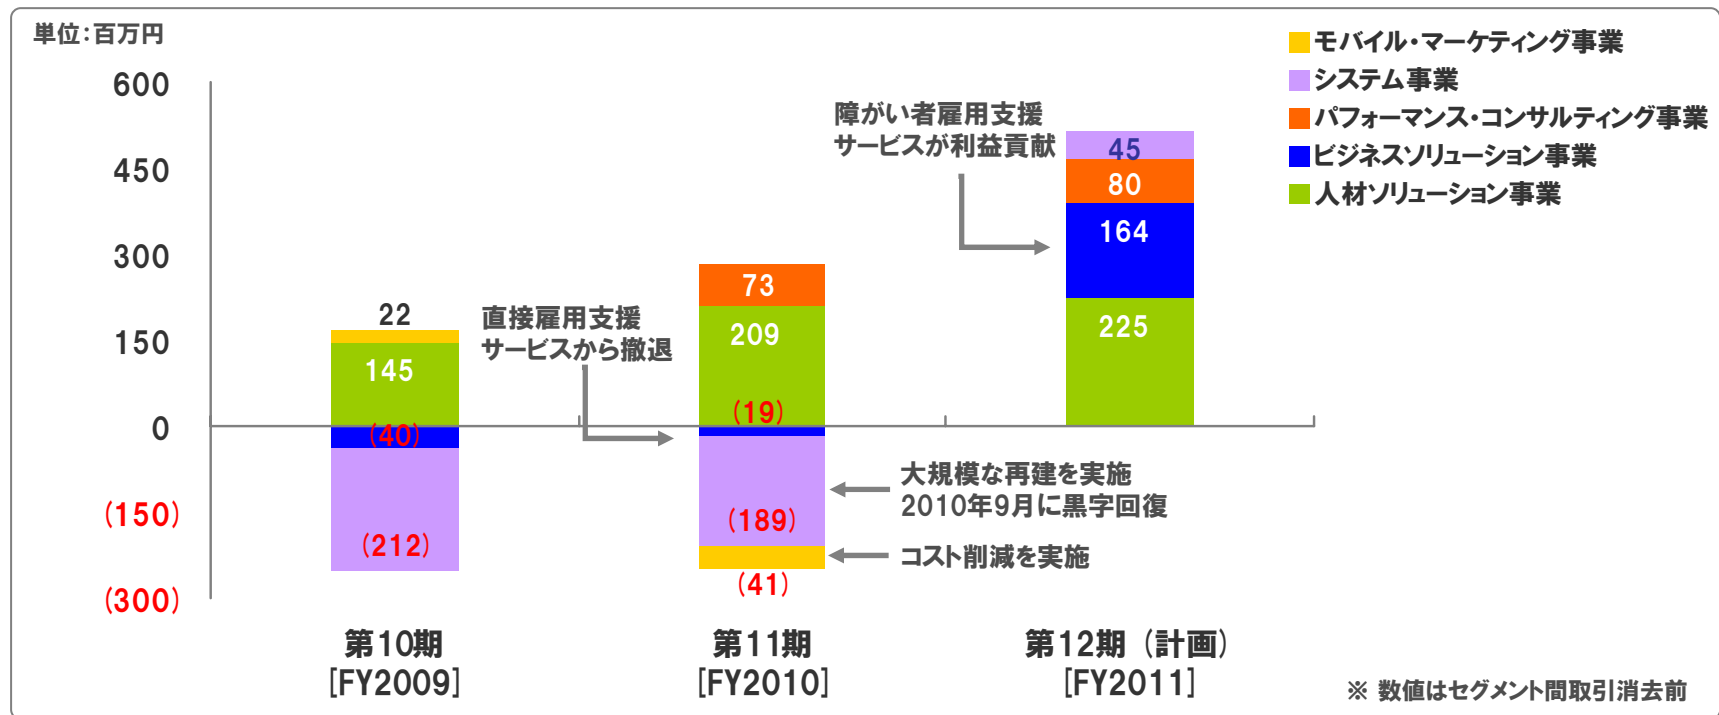 単位：百万円
モバイル・マーケティング事業
システム事業
パフォーマンス・コンサルティング事業
ビジネスソリューション事業
人材ソリューション事業
600
450
300
150
0
(150)
(300)
22
145
(40)
(212)
直接雇用支援
サービスから撤退
73
209
(19)
(189)
(41)
大規模な再建を実施
2010年9月に黒字回復
コスト削減を実施
障がい者雇用支援
サービスが利益貢献
45
80
164
225
第10期
[FY2009]
第11期
[FY2010]
第12期（計画）
[FY2011]
※ 数値はセグメント間取引消去前